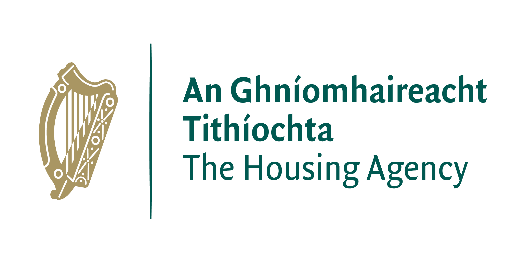 An Ghníomhaireacht
Tithíochta
The Housing Agency